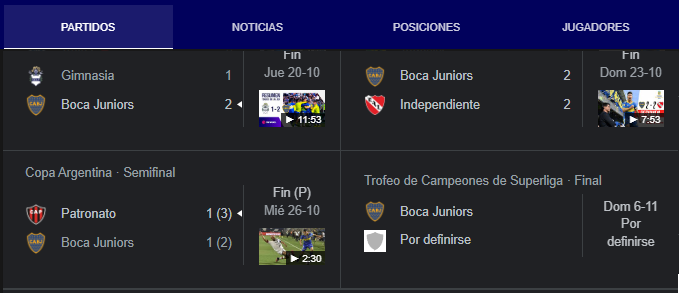 PARTIDOS NOTICIAS POSICIONES JUGADORES
Fin
Gimnasia 1 Jue 20-10
Boca Juniors 2
RESUMEN
1-2
11:53
Fin
Boca Juniors 2 Dom 23-10
Independiente 2
2-2
7:53
Copa Argentina · Semifinal
Fin (P)
Patronato 1 (3) Mié 26-10
Boca Juniors 1 (2)
2:30
Trofeo de Campeones de Superliga · Final
Boca Juniors Dom 6-11
Por definirse Por
definirse